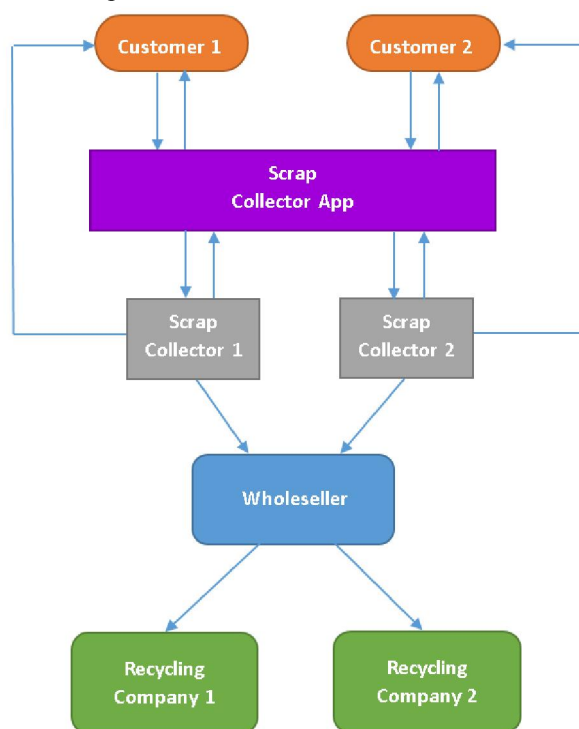 Customer 1
Customer 2
Scrap
Collector App
Scrap
Collector 1
Scrap
Collector 2
Wholeseller
Recycling
Company 1
Recycling
Company 2